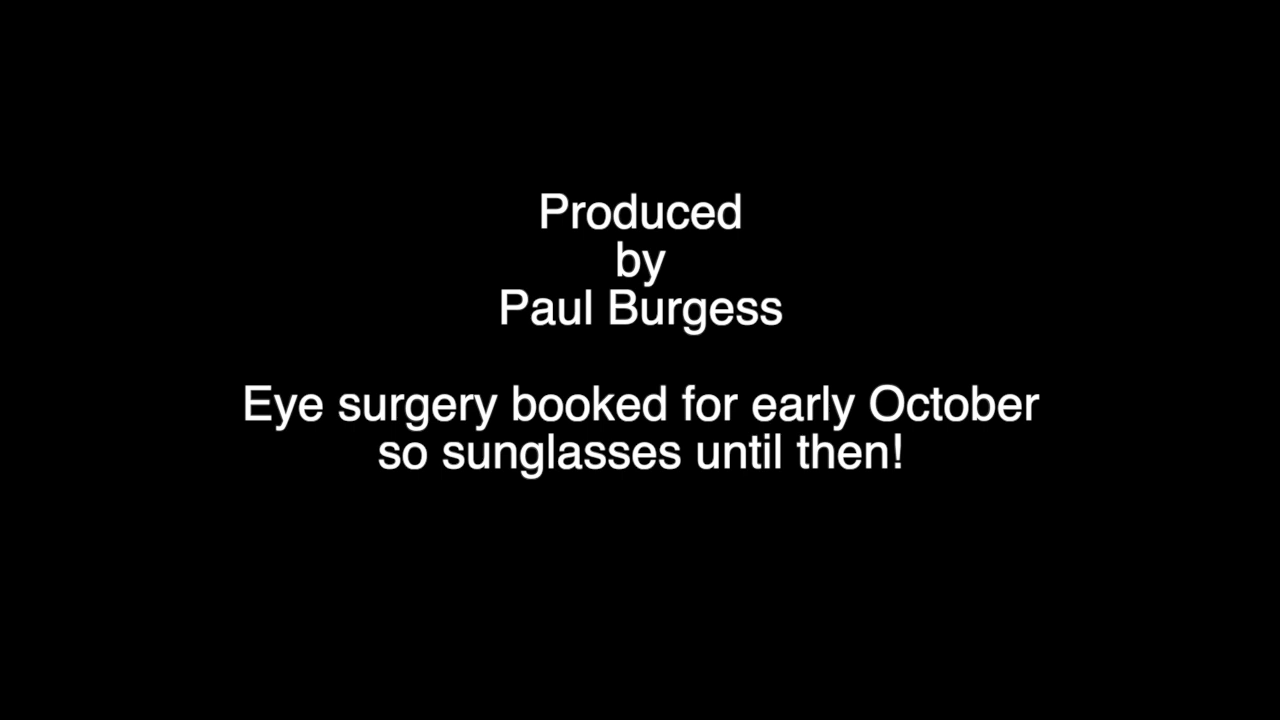 Produced
by
Paul Burgess
Eye surgery booked for early October
so sunglasses until then!